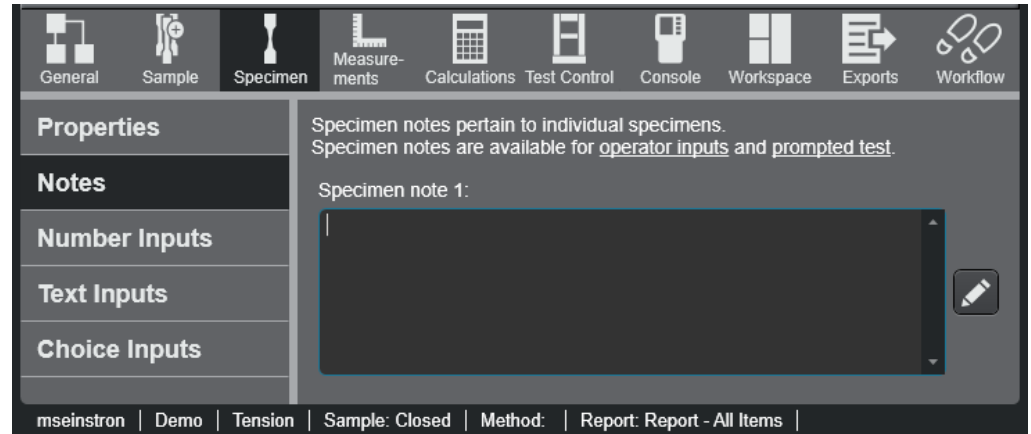 General
Sample
Specimen
Measure-
ments
Calculations
Test Control
Console
Workspace
Exports
Workflow
Properties
Notes
Number Inputs
Text Inputs
Choice Inputs
Specimen notes pertain to individual specimens.
Specimen notes are available for operator inputs and prompted test.
Specimen note 1:
mseinstron | Demo | Tension | Sample: Closed | Method: | Report: Report - All Items |